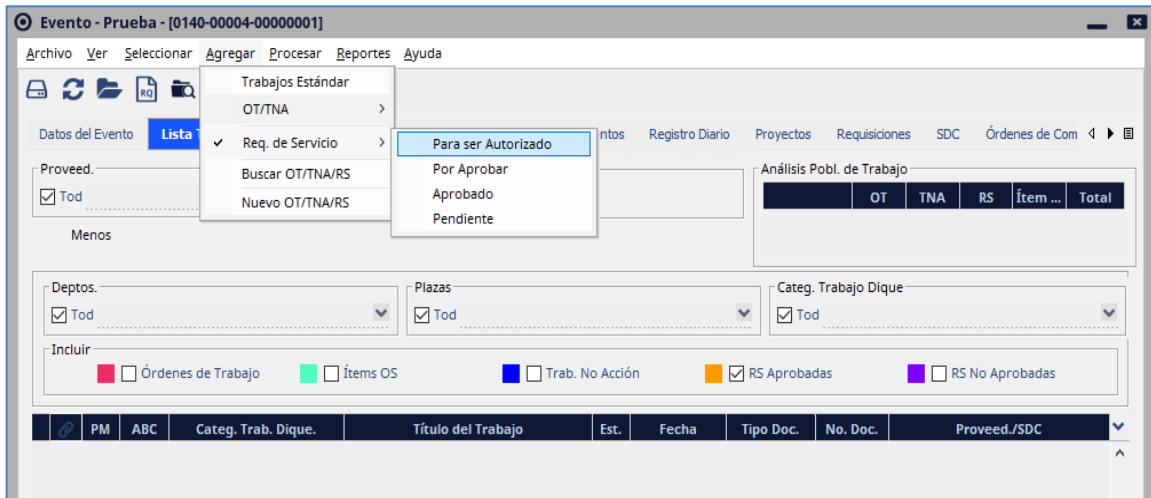 Evento - Prueba - [0140-00004-00000001]
Archivo Ver Seleccionar Agregar Procesar Reportes Ayuda
RQ
Trabajos Estándar
OT/TNA
Req. de Servicio
Buscar OT/TNA/RS
Nuevo OT/TNA/RS
Para ser Autorizado
Por Aprobar
Aprobado
Pendiente
Datos del Evento Lista ntos Registro Diario Proyectos Requisiciones SDC Órdenes de Com
Proveed.
Tod
Menos
Análisis Pobl. de Trabajo
OT TNA RS Ítem ... Total
Deptos. Plazas Categ. Trabajo Dique
Tod Tod Tod
Incluir
Órdenes de Trabajo Ítems OS Trab. No Acción RS Aprobadas RS No Aprobadas
PM ABC Categ. Trab. Dique. Título del Trabajo Est. Fecha Tipo Doc. No. Doc. Proveed./SDC